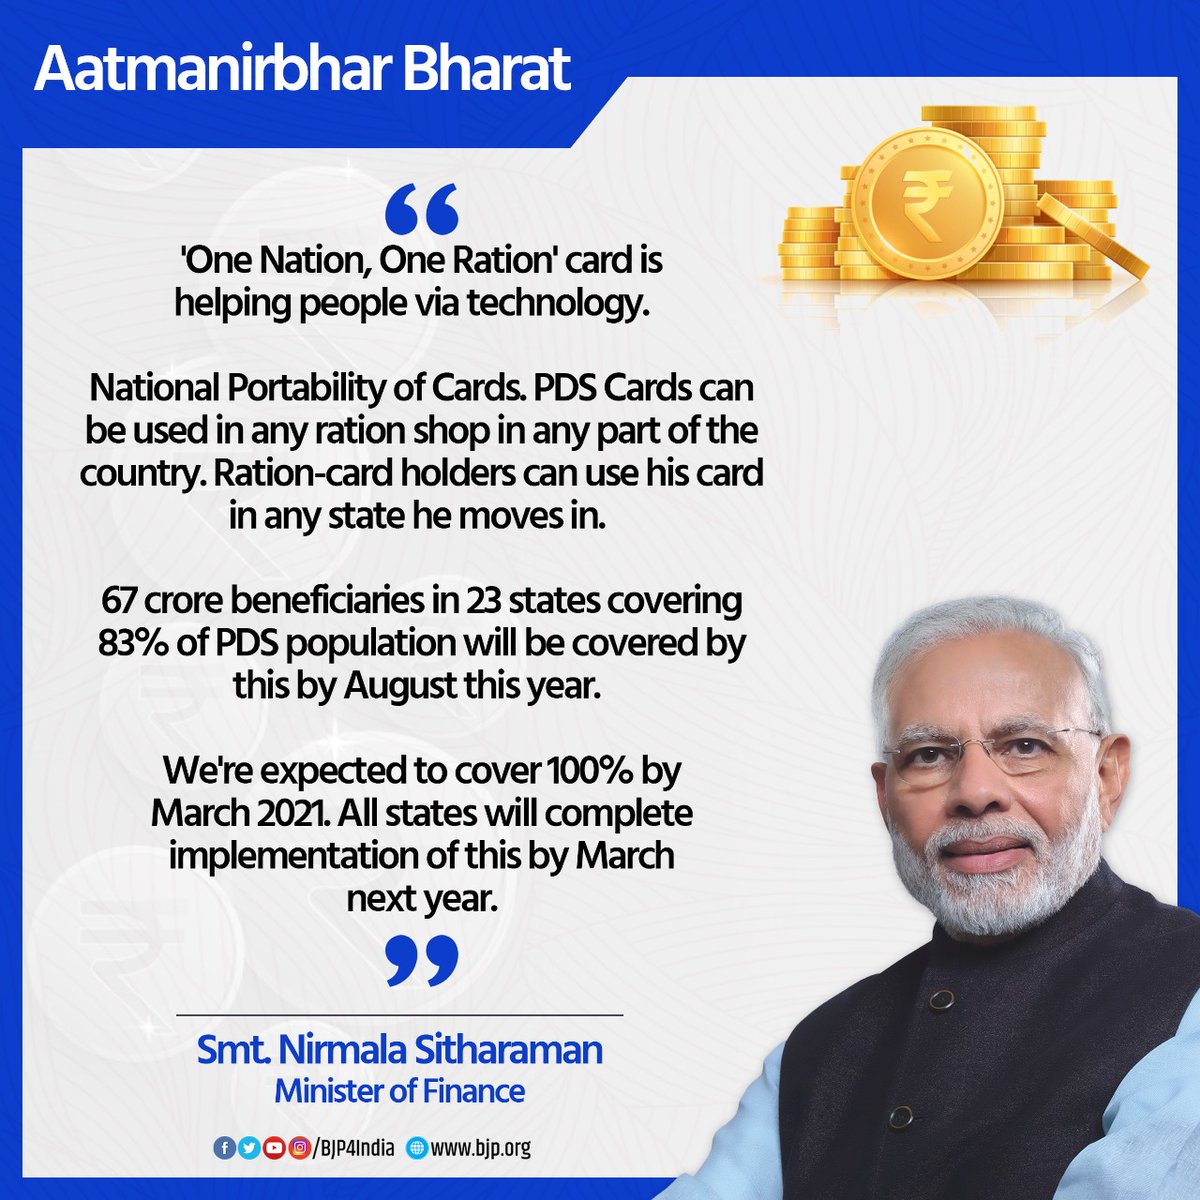 Aatmanirbhar Bharat
“
'One Nation, One Ration' card is
helping people via technology.
National Portability of Cards. PDS Cards can
be used in any ration shop in any part of the
country. Ration-card holders can use his card
in any state he moves in.
67 crore beneficiaries in 23 states covering
83% of PDS population will be covered by
this by August this year.
We're expected to cover 100% by
March 2021. All states will complete
implementation of this by March
next year.
”
Smt. Nirmala Sitharaman
Minister of Finance
/BJP4India www.bjp.org